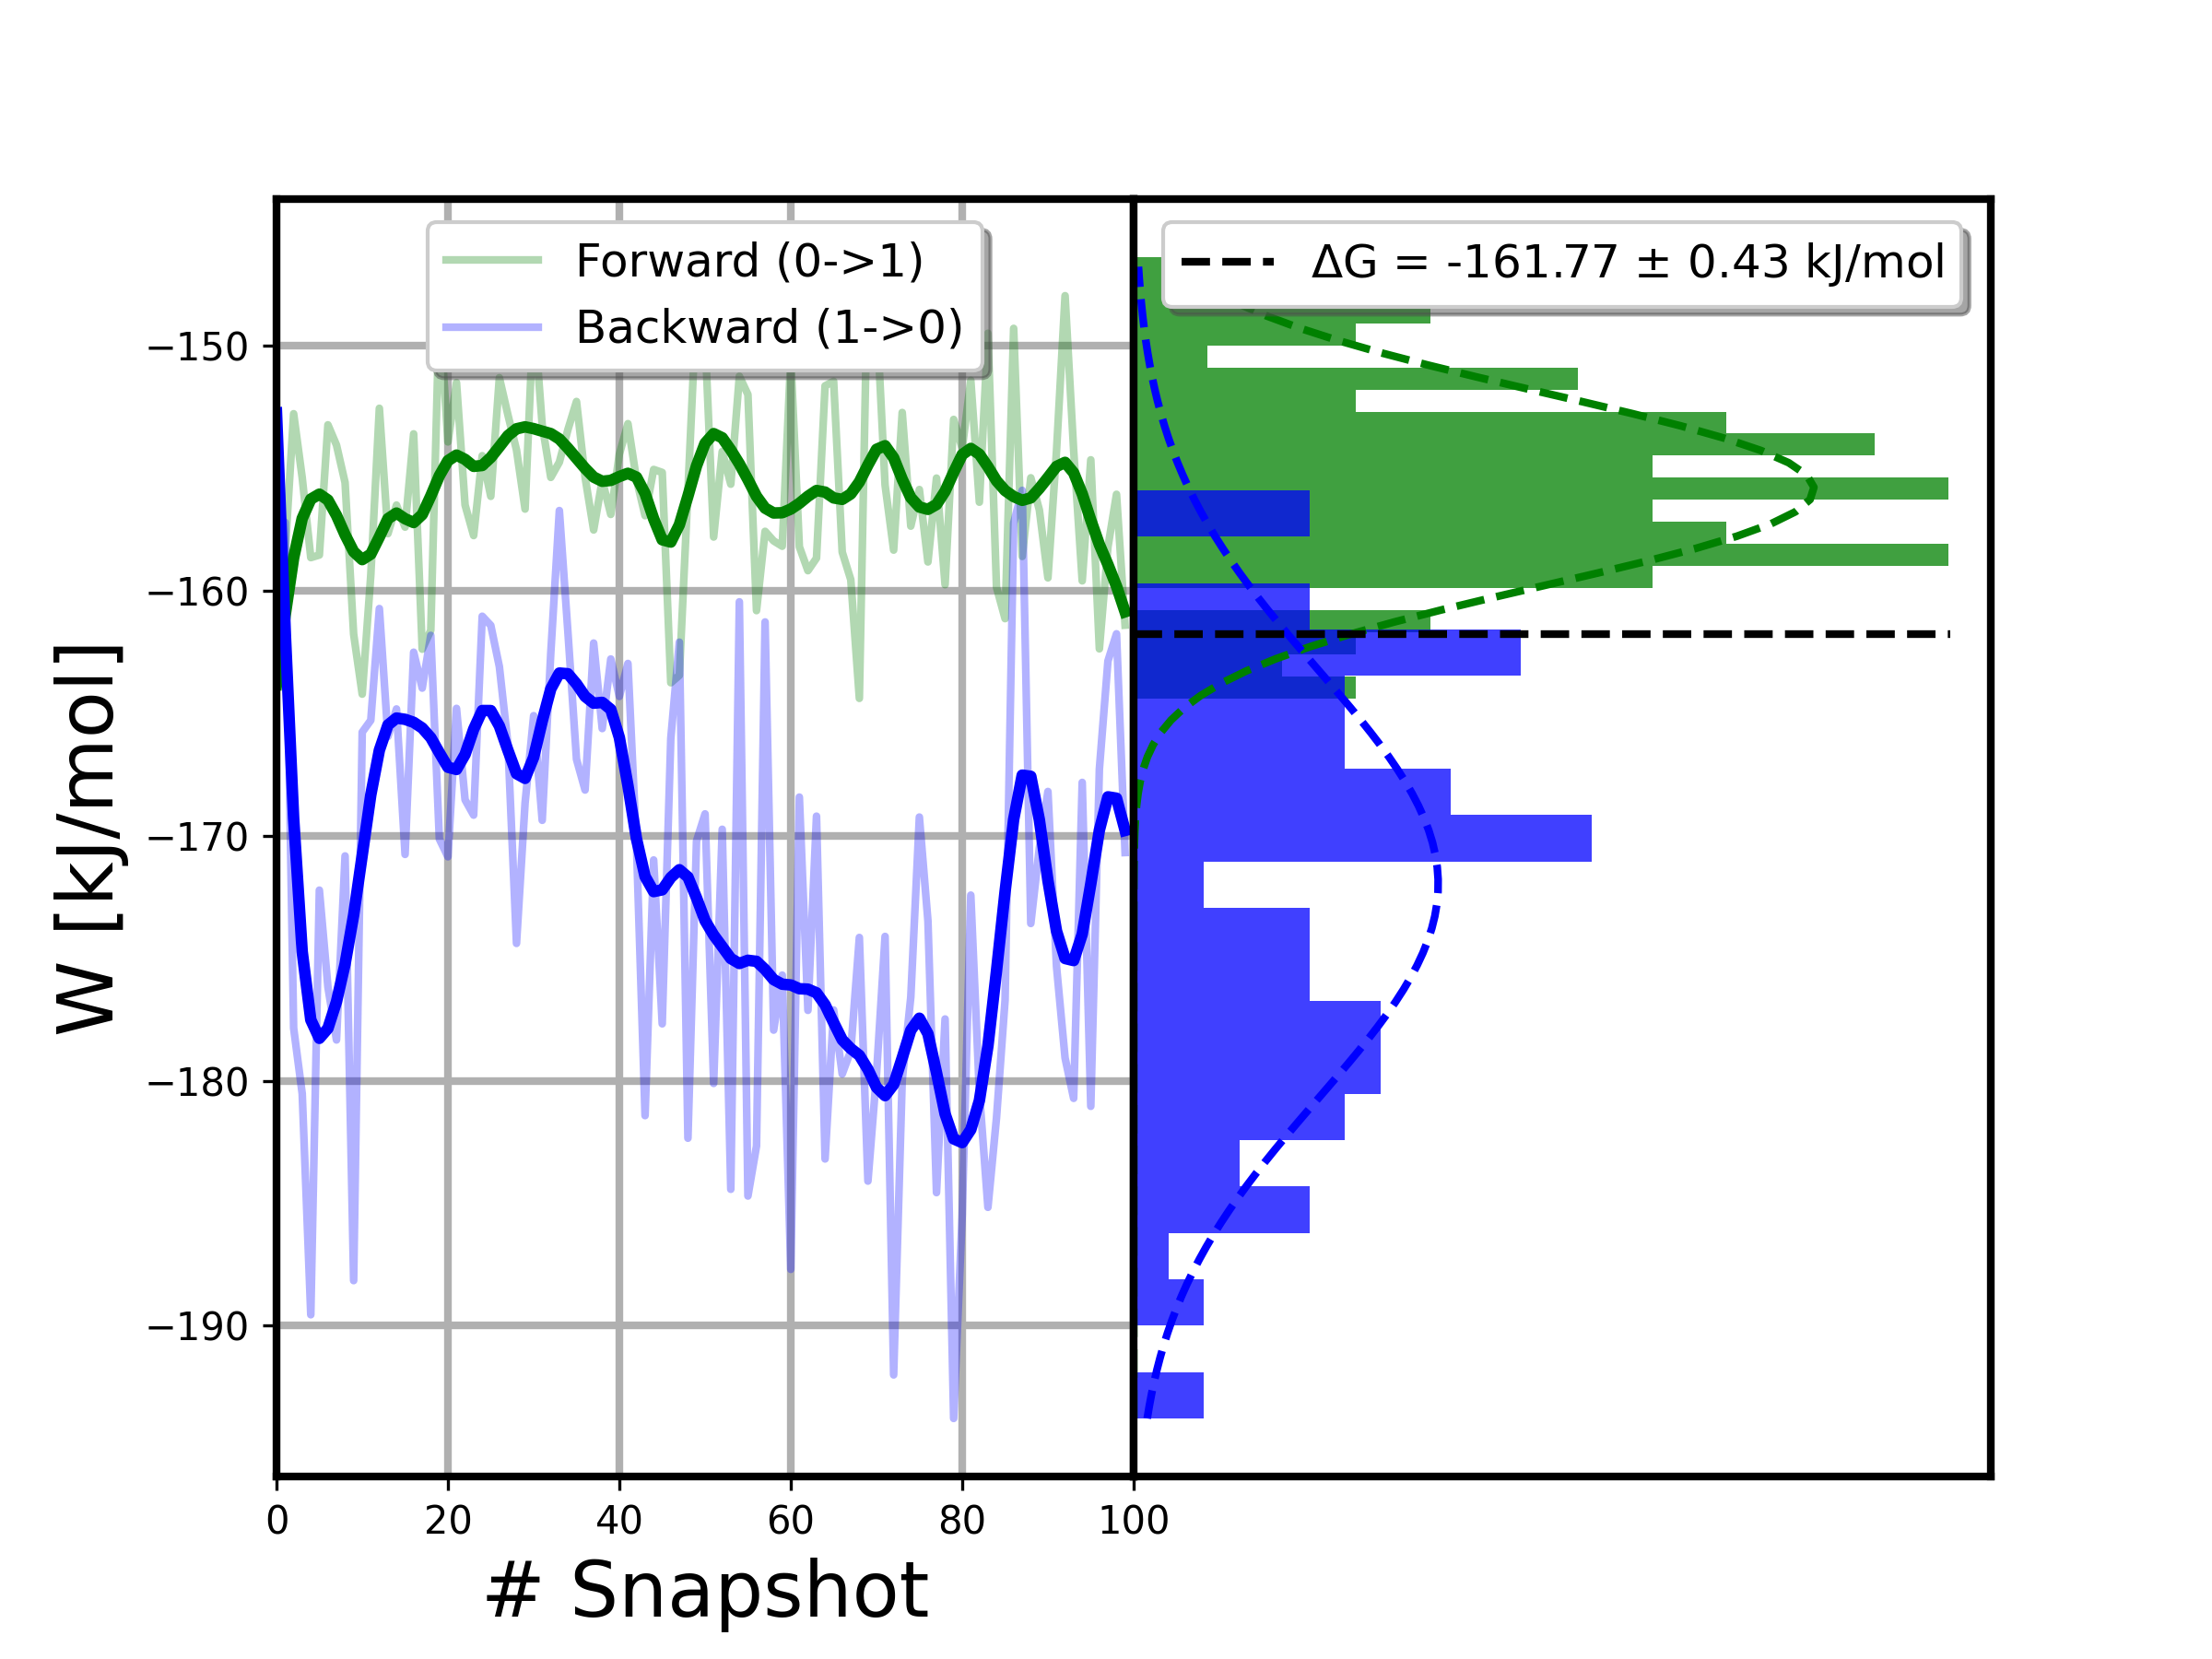 Forward (0->1)
Backward (1->0)
ΔG = -161.77 ± 0.43 kJ/mol
W [kJ/mol]
−150
−160
−170
−180
−190
0 20 40 60 80 100
# Snapshot